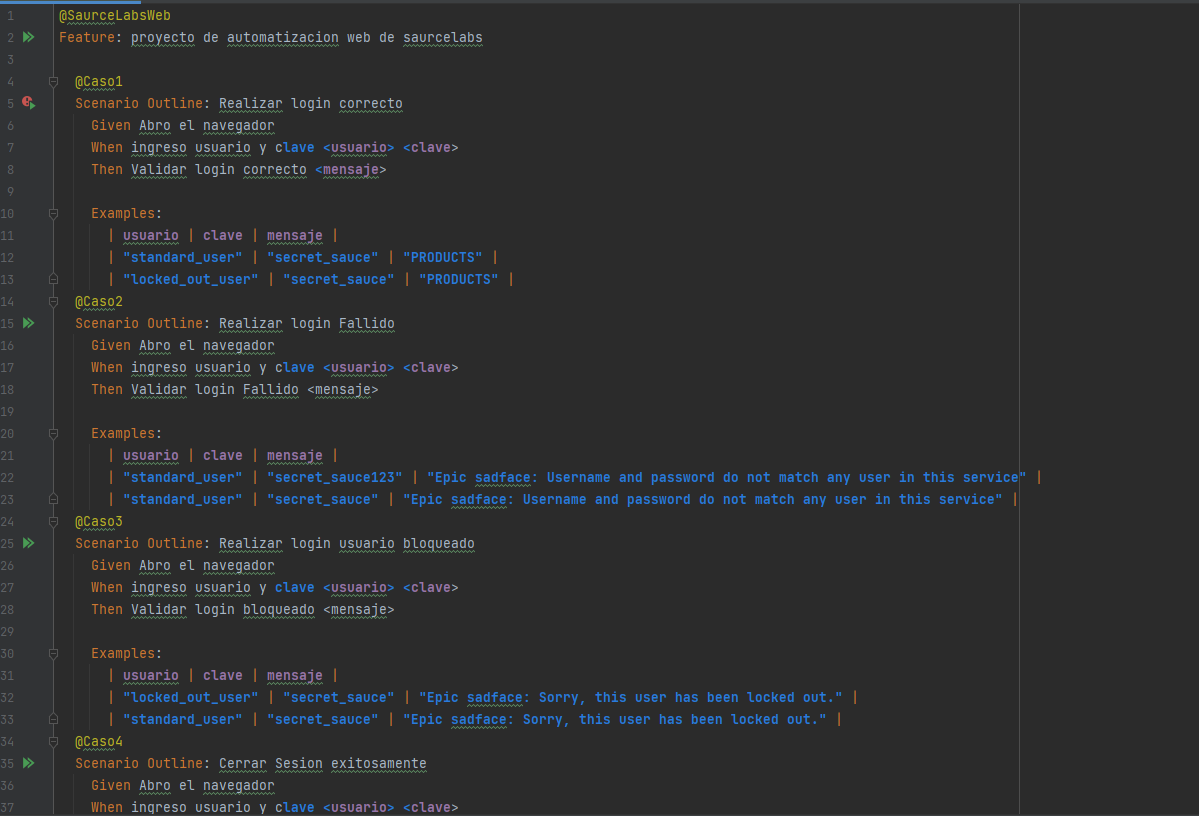 1 @SaurceLabsWeb
2 Feature: proyecto de automatizacion web de saurcelabs
3
4 @Caso1
5 Scenario Outline: Realizar login correcto
6 Given Abro el navegador
7 When ingreso usuario y clave <usuario> <clave>
8 Then Validar login correcto <mensaje>
9
10 Examples:
11 | usuario | clave | mensaje |
12 | "standard_user" | "secret_sauce" | "PRODUCTS" |
13 | "locked_out_user" | "secret_sauce" | "PRODUCTS" |
14 @Caso2
15 Scenario Outline: Realizar login Fallido
16 Given Abro el navegador
17 When ingreso usuario y clave <usuario> <clave>
18 Then Validar login Fallido <mensaje>
19
20 Examples:
21 | usuario | clave | mensaje |
22 | "standard_user" | "secret_sauce123" | "Epic sadface: Username and password do not match any user in this service" |
23 | "standard_user" | "secret_sauce" | "Epic sadface: Username and password do not match any user in this service" |
24 @Caso3
25 Scenario Outline: Realizar login usuario bloqueado
26 Given Abro el navegador
27 When ingreso usuario y clave <usuario> <clave>
28 Then Validar login bloqueado <mensaje>
29
30 Examples:
31 | usuario | clave | mensaje |
32 | "locked_out_user" | "secret_sauce" | "Epic sadface: Sorry, this user has been locked out." |
33 | "standard_user" | "secret_sauce" | "Epic sadface: Sorry, this user has been locked out." |
34 @Caso4
35 Scenario Outline: Cerrar Sesion exitosamente
36 Given Abro el navegador
37 When ingreso usuario y clave <usuario> <clave>